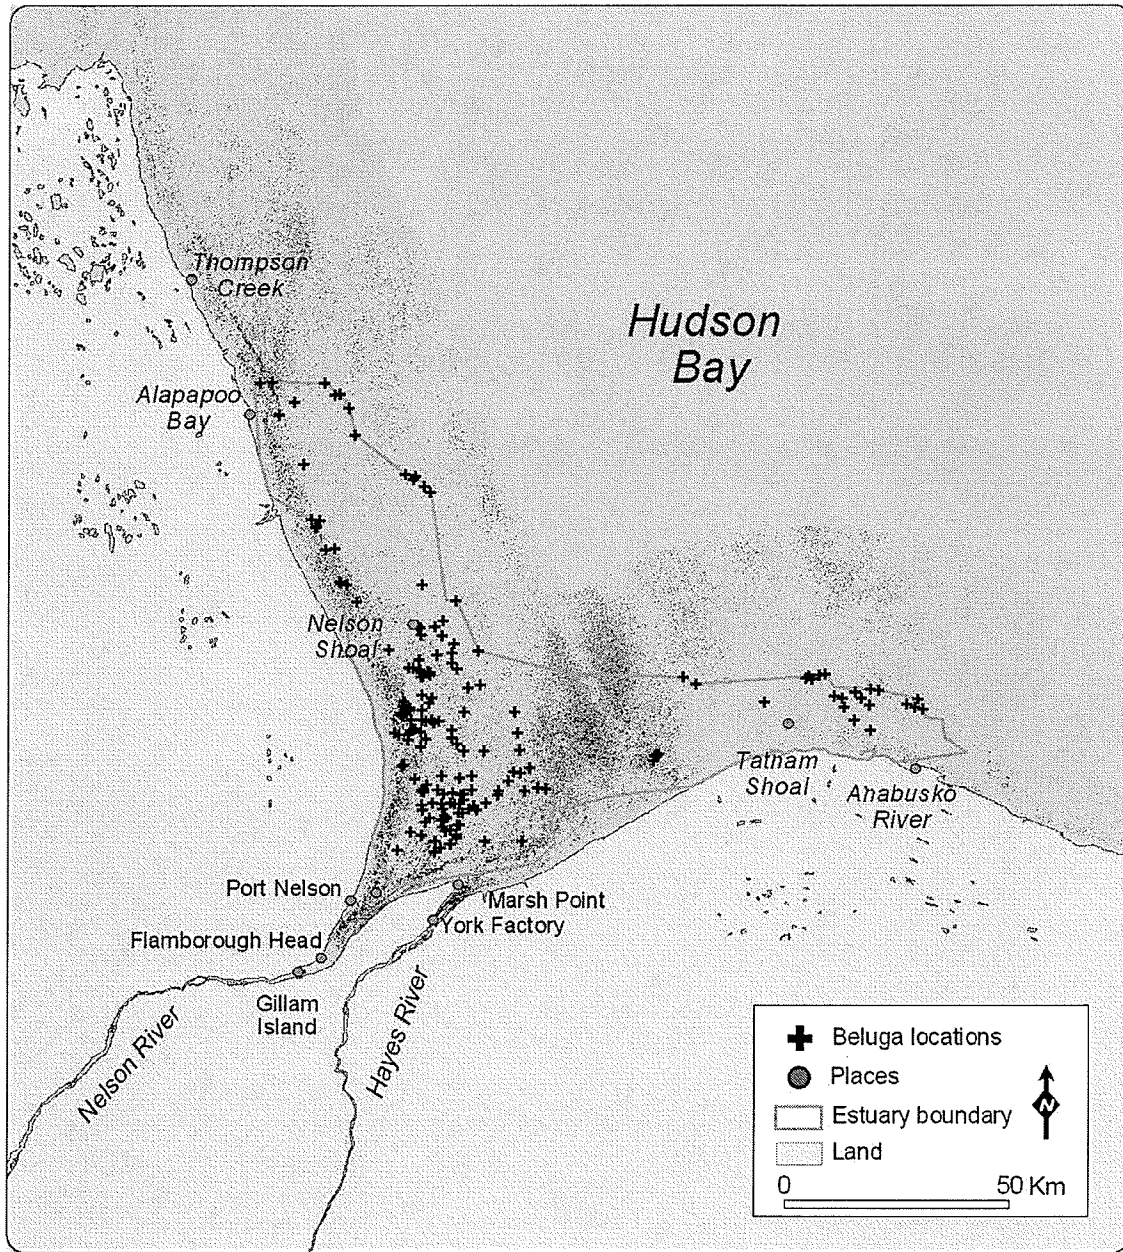 Thompson
Creek
Hudson
Bay
Alapapoo
Bay
Nelson
Shoal
Tatnam
Shoal
Anabusko
River
Port Nelson
Marsh Point
York Factory
Flamborough Head
Gillam
Island
Nelson River
Hayes River
Beluga locations
Places
Estuary boundary
Land
N
0 50 Km